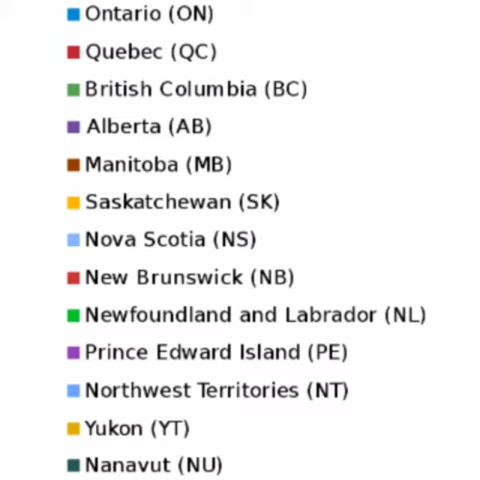 Ontario (ON)
Quebec (QC)
British Columbia (BC)
Alberta (AB)
Manitoba (MB)
Saskatchewan (SK)
Nova Scotia (NS)
New Brunswick (NB)
Newfoundland and Labrador (NL)
Prince Edward Island (PE)
Northwest Territories (NT)
Yukon (YT)
Nanavut (NU)